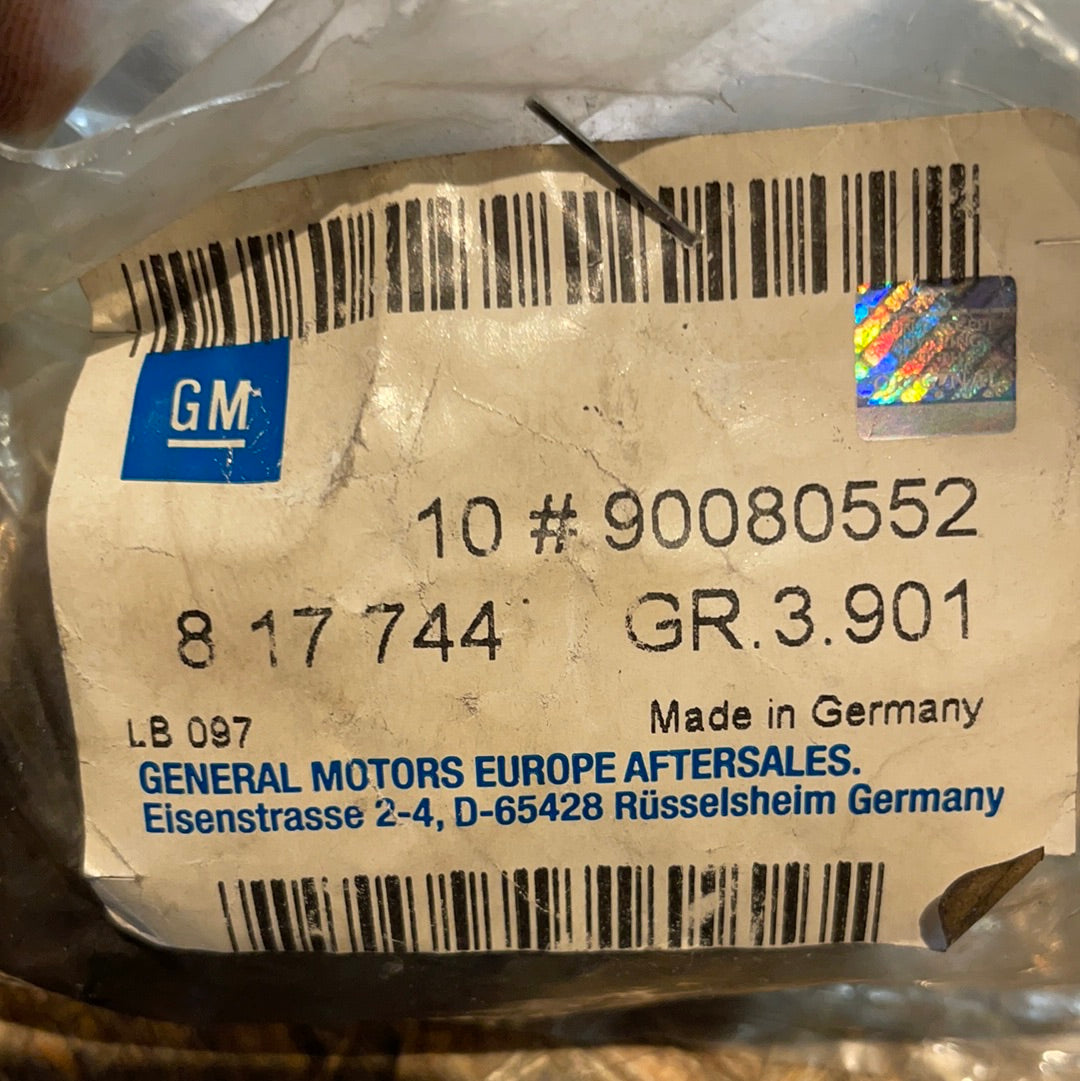 GM
10 # 90080552
8 17 744 GR.3.901
LB 097 Made in Germany
GENERAL MOTORS EUROPE AFTERSALES.
Eisenstrasse 2-4, D-65428 Rüsselsheim Germany